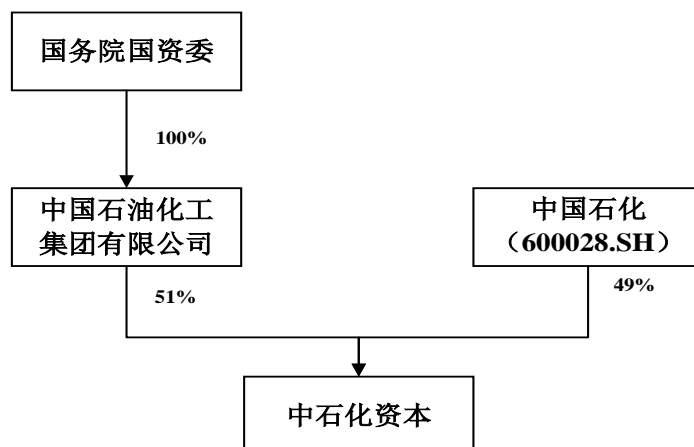 国务院国资委
100%
中国石油化工
集团有限公司
中国石化
（600028.SH）
51%
49%
中石化资本